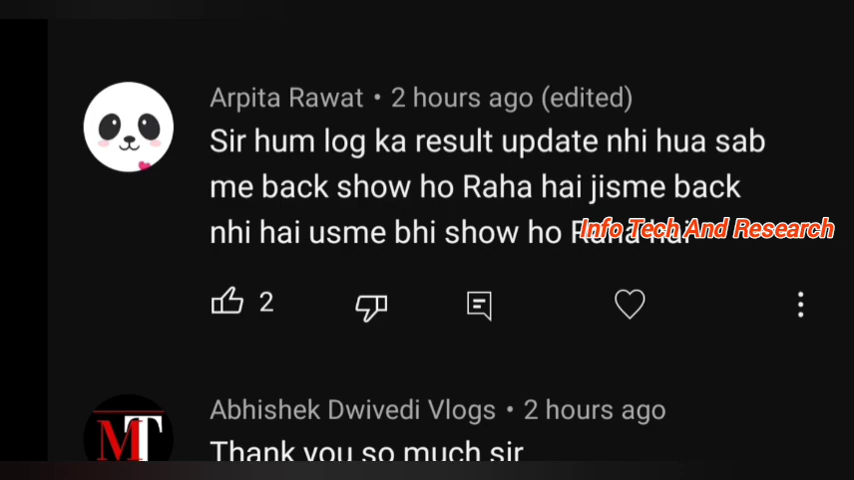 Arpita Rawat • 2 hours ago (edited)
Sir hum log ka result update nhi hua sab
me back show ho Raha hai jisme back
nhi hai usme bhi show ho Raha hai
Info Tech And Research
2
MT
Abhishek Dwivedi Vlogs • 2 hours ago
Thank you so much sir